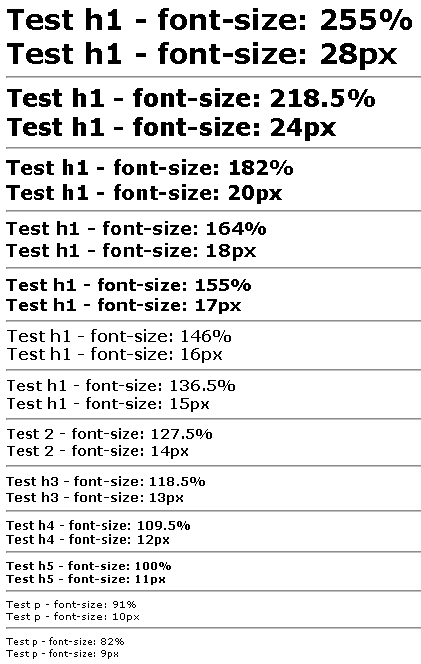 Test h1 - font-size: 255%
Test h1 - font-size: 28px
Test h1 - font-size: 218.5%
Test h1 - font-size: 24px
Test h1 - font-size: 182%
Test h1 - font-size: 20px
Test h1 - font-size: 164%
Test h1 - font-size: 18px
Test h1 - font-size: 155%
Test h1 - font-size: 17px
Test h1 - font-size: 146%
Test h1 - font-size: 16px
Test h1 - font-size: 136.5%
Test h1 - font-size: 15px
Test 2 - font-size: 127.5%
Test 2 - font-size: 14px
Test h3 - font-size: 118.5%
Test h3 - font-size: 13px
Test h4 - font-size: 109.5%
Test h4 - font-size: 12px
Test h5 - font-size: 100%
Test h5 - font-size: 11px
Test p - font-size: 91%
Test p - font-size: 10px
Test p - font-size: 82%
Test p - font-size: 9px